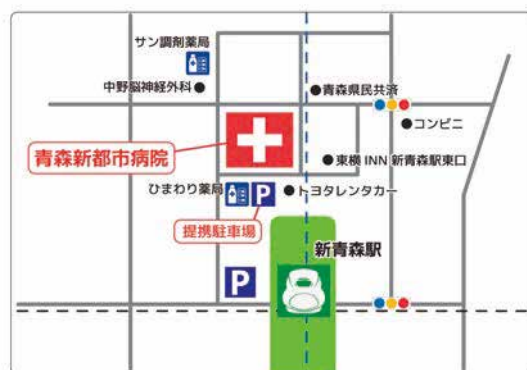 サン調剤薬局
中野脳神経外科
青森県民共済
コンビニ
青森新都市病院
東横 INN 新青森駅東口
ひまわり薬局
P
トヨタレンタカー
提携駐車場
新青森駅
P